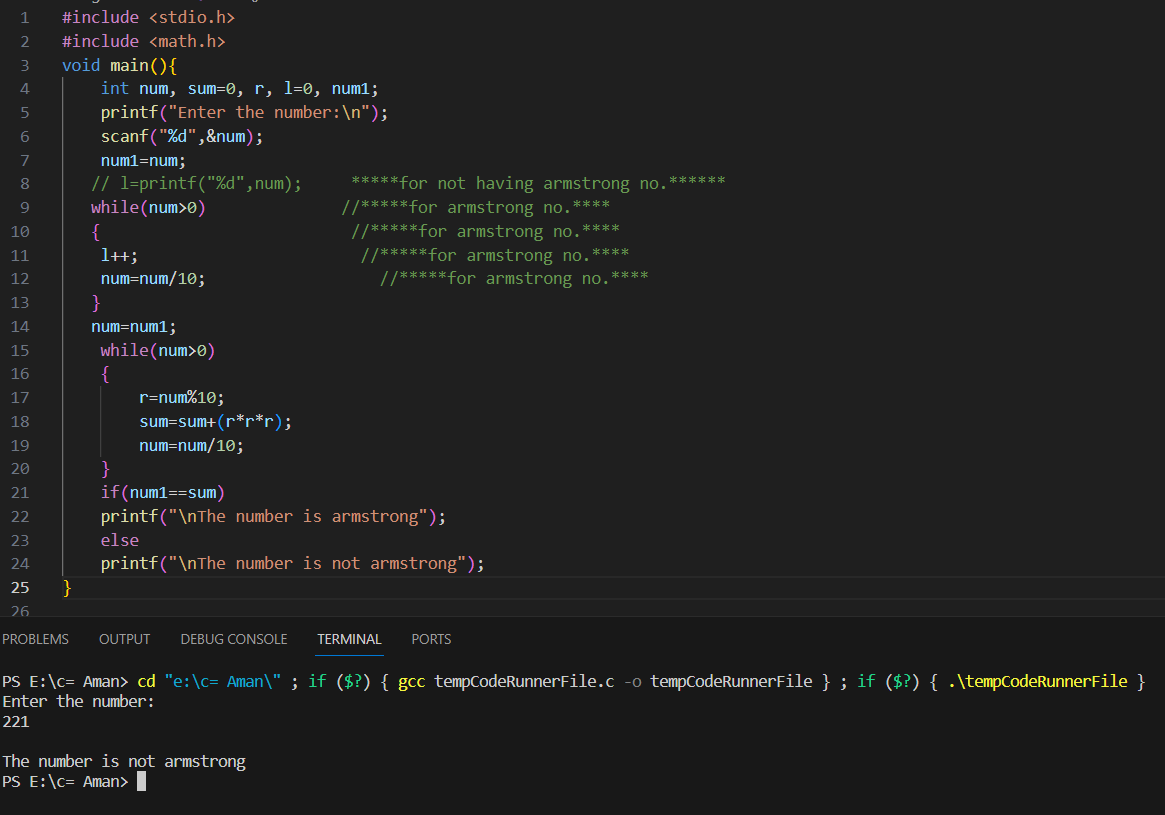 1 #include <stdio.h>
2 #include <math.h>
3 void main(){
4     int num, sum=0, r, l=0, num1;
5     printf("Enter the number:\n");
6     scanf("%d",&num);
7     num1=num;
8    // l=printf("%d",num);     *****for not having armstrong no.******
9    while(num>0)              //*****for armstrong no.****
10    {                          //*****for armstrong no.****
11     l++;                       //*****for armstrong no.****
12     num=num/10;                  //*****for armstrong no.****
13    }
14    num=num1;
15     while(num>0)
16     {
17         r=num%10;
18         sum=sum+(r*r*r);
19         num=num/10;
20     }
21     if(num1==sum)
22     printf("\nThe number is armstrong");
23     else
24     printf("\nThe number is not armstrong");
25 }
26
PROBLEMS OUTPUT DEBUG CONSOLE TERMINAL PORTS
PS E:\c= Aman> cd "e:\c= Aman\" ; if ($?) { gcc tempCodeRunnerFile.c -o tempCodeRunnerFile } ; if ($?) { .\tempCodeRunnerFile }
Enter the number:
221
The number is not armstrong
PS E:\c= Aman>